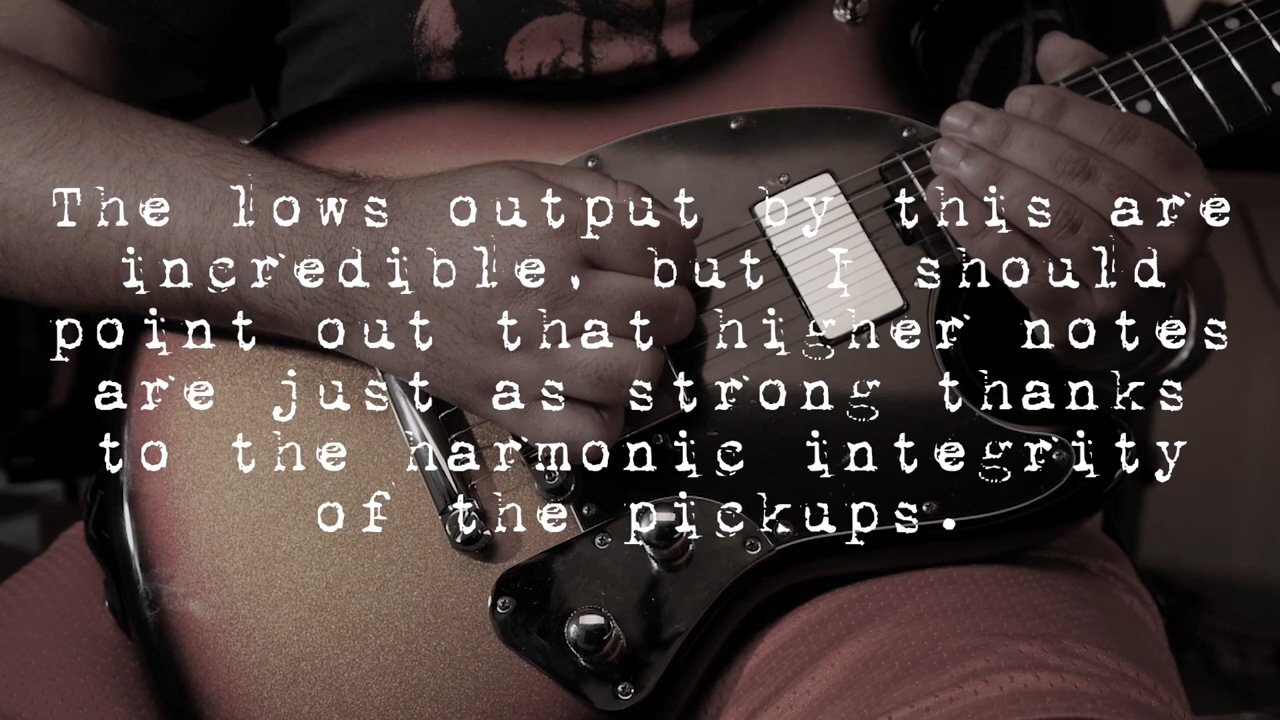 The lows output by this are
incredible, but I should
point out that higher notes
are just as strong thanks
to the harmonic integrity
of the pickups.